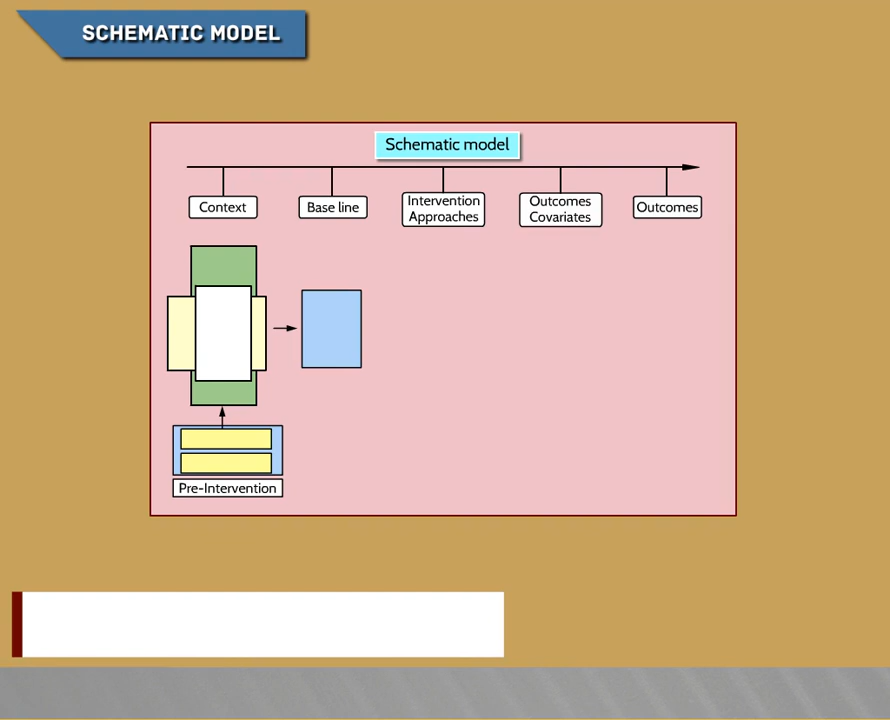 SCHEMATIC MODEL
Schematic model
Context
Base line
Intervention
Approaches
Outcomes
Covariates
Outcomes
Pre-Intervention